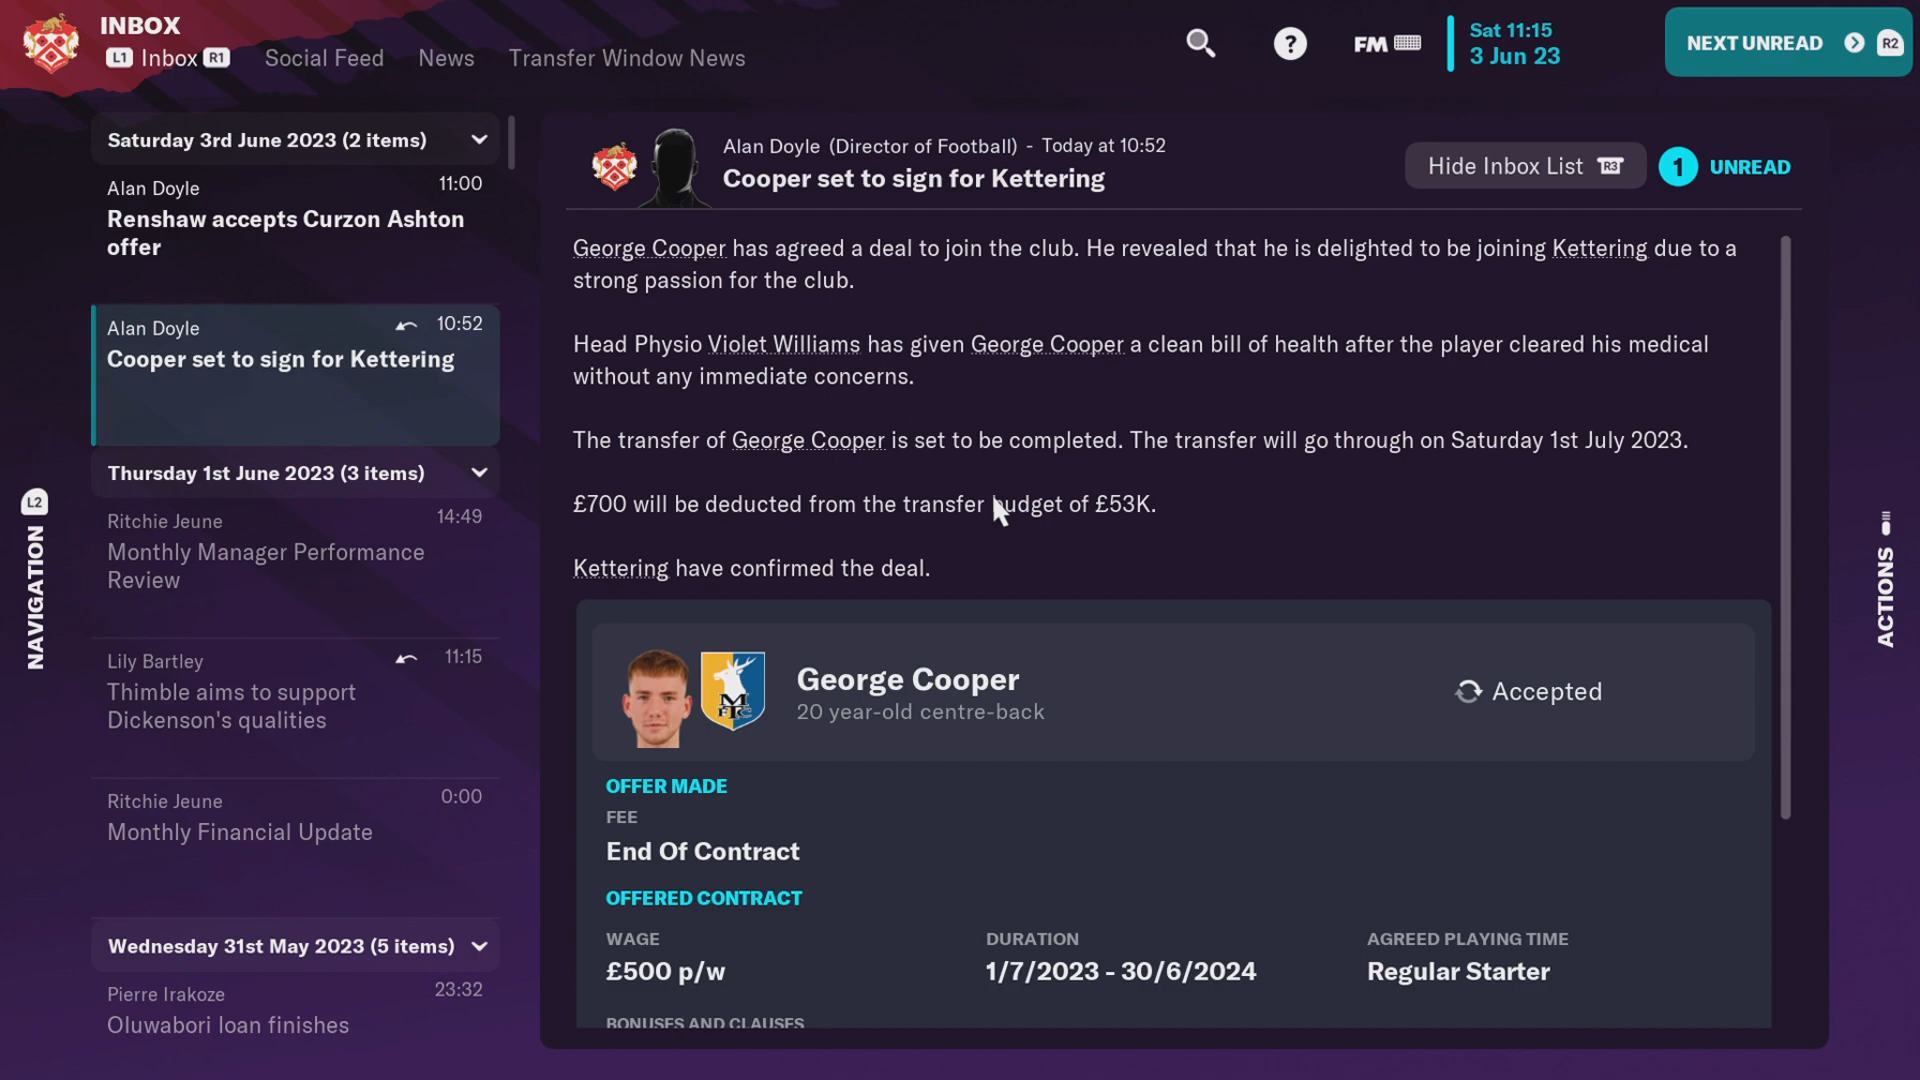 INBOX
L1 Inbox R1 Social Feed News Transfer Window News
FM
Sat 11:15
3 Jun 23
NEXT UNREAD R2
Saturday 3rd June 2023 (2 items)
Alan Doyle 11:00
Renshaw accepts Curzon Ashton
offer
Alan Doyle 10:52
Cooper set to sign for Kettering
Thursday 1st June 2023 (3 items)
Ritchie Jeune 14:49
Monthly Manager Performance
Review
Lily Bartley 11:15
Thimble aims to support
Dickenson's qualities
Ritchie Jeune 0:00
Monthly Financial Update
Wednesday 31st May 2023 (5 items)
Pierre Irakoze 23:32
Oluwabori loan finishes
L2
NAVIGATION
Alan Doyle (Director of Football) - Today at 10:52
Cooper set to sign for Kettering
Hide Inbox List R3 1 UNREAD
George Cooper has agreed a deal to join the club. He revealed that he is delighted to be joining Kettering due to a
strong passion for the club.
Head Physio Violet Williams has given George Cooper a clean bill of health after the player cleared his medical
without any immediate concerns.
The transfer of George Cooper is set to be completed. The transfer will go through on Saturday 1st July 2023.
£700 will be deducted from the transfer budget of £53K.
Kettering have confirmed the deal.
M
F C
T
George Cooper
20 year-old centre-back
Accepted
OFFER MADE
FEE
End Of Contract
OFFERED CONTRACT
WAGE DURATION AGREED PLAYING TIME
£500 p/w 1/7/2023 - 30/6/2024 Regular Starter
BONUSES AND CLAUSES
ACTIONS